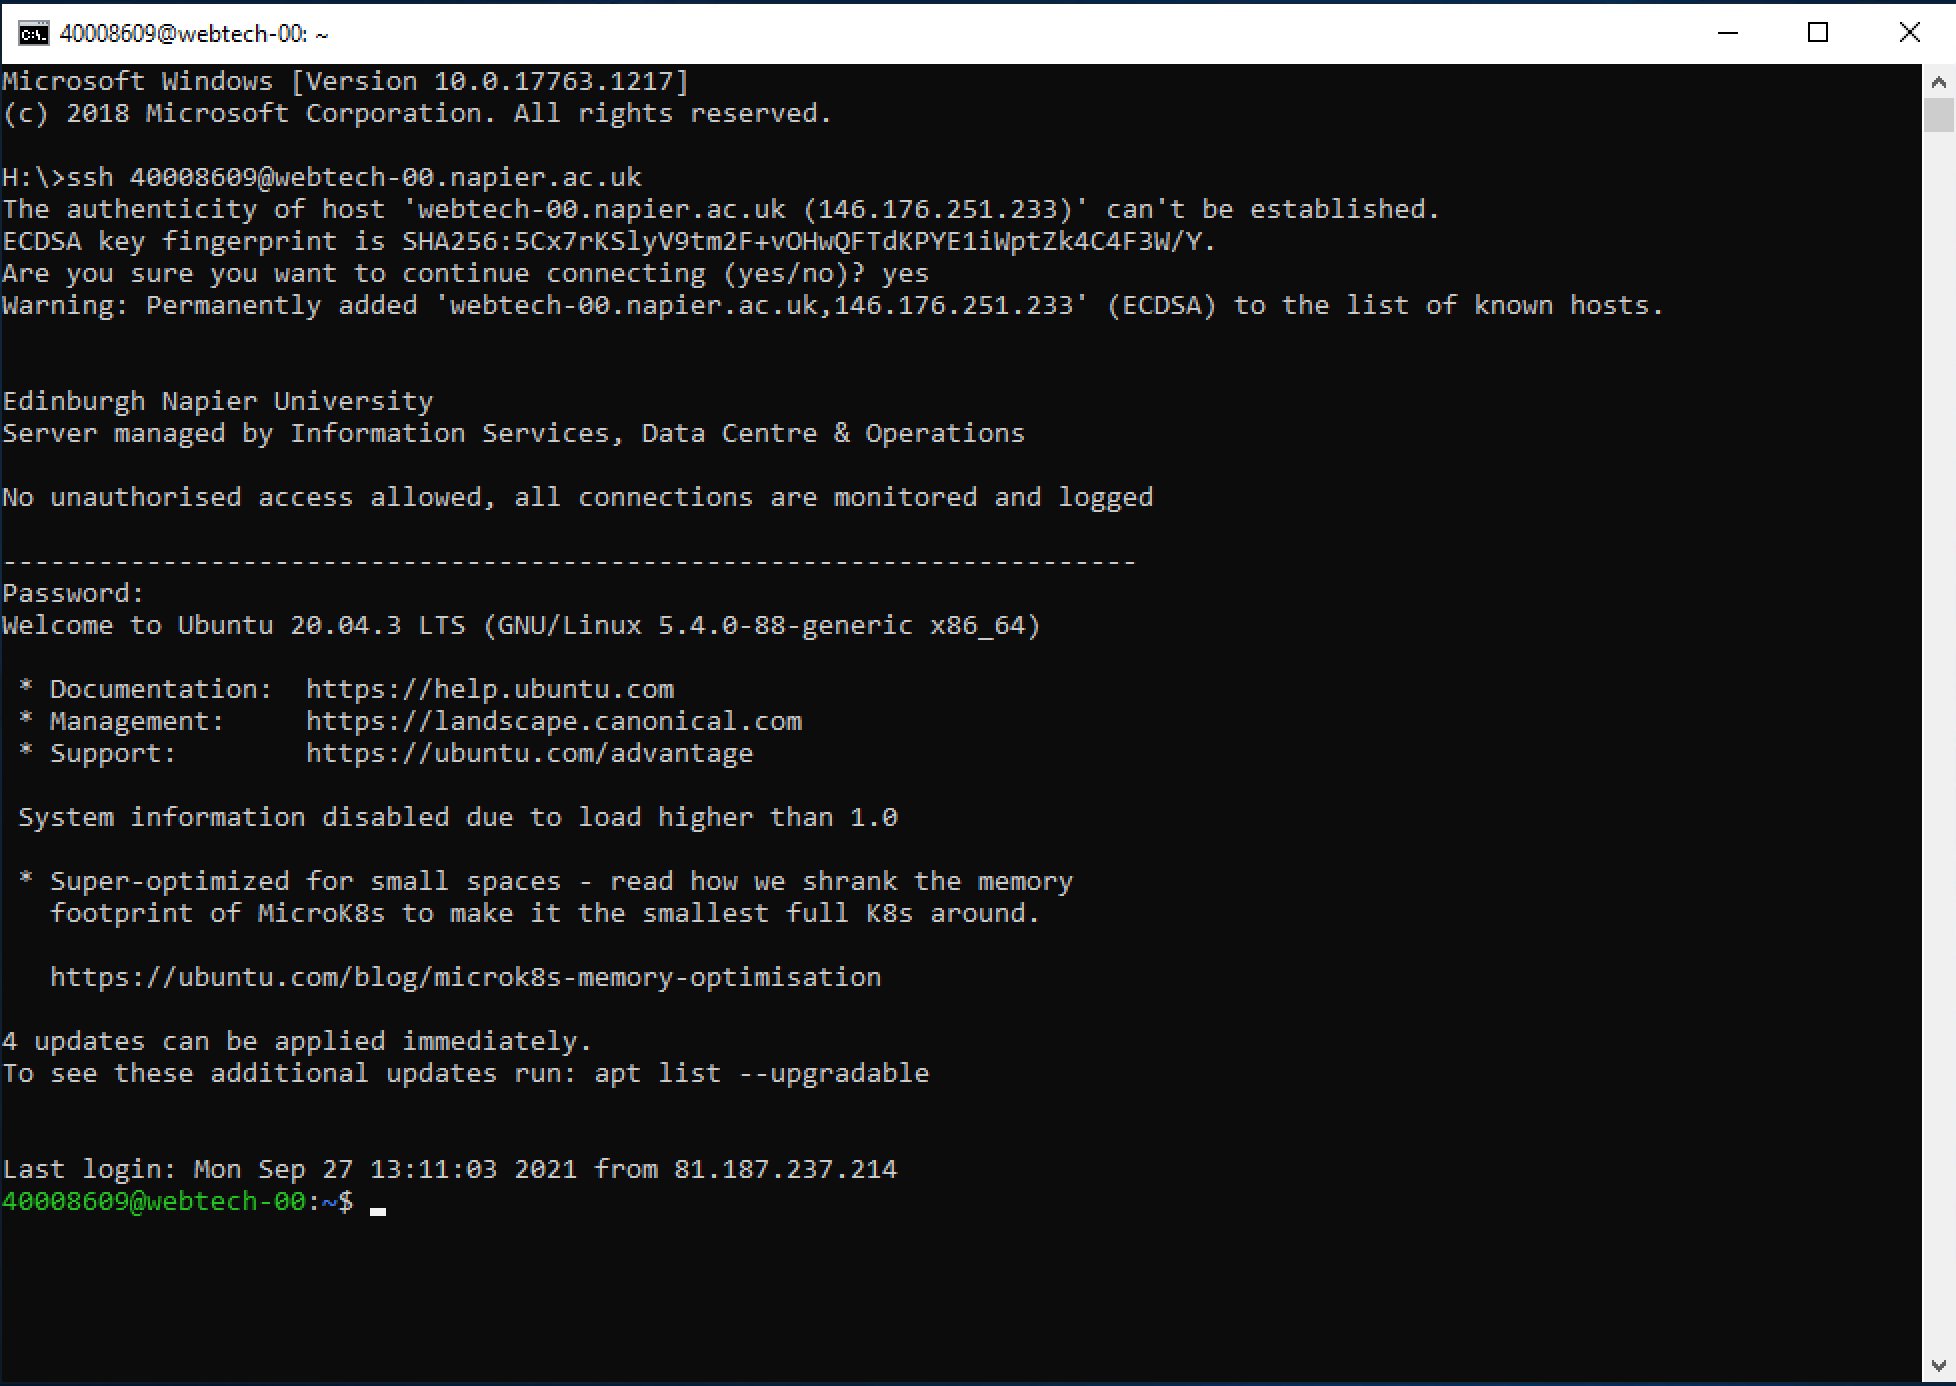 40008609@webtech-00: ~
Microsoft Windows [Version 10.0.17763.1217]
(c) 2018 Microsoft Corporation. All rights reserved.
H:\>ssh 40008609@webtech-00.napier.ac.uk
The authenticity of host 'webtech-00.napier.ac.uk (146.176.251.233)' can't be established.
ECDSA key fingerprint is SHA256:5Cx7rKSlyV9tm2F+vOHwQFTdKPYE1iWptZk4C4F3W/Y.
Are you sure you want to continue connecting (yes/no)? yes
Warning: Permanently added 'webtech-00.napier.ac.uk,146.176.251.233' (ECDSA) to the list of known hosts.
Edinburgh Napier University
Server managed by Information Services, Data Centre & Operations
No unauthorised access allowed, all connections are monitored and logged
-----------------------------------------------------------------------
Password:
Welcome to Ubuntu 20.04.3 LTS (GNU/Linux 5.4.0-88-generic x86_64)
* Documentation:  https://help.ubuntu.com
* Management:     https://landscape.canonical.com
* Support:        https://ubuntu.com/advantage
System information disabled due to load higher than 1.0
* Super-optimized for small spaces - read how we shrank the memory
footprint of MicroK8s to make it the smallest full K8s around.
https://ubuntu.com/blog/microk8s-memory-optimisation
4 updates can be applied immediately.
To see these additional updates run: apt list --upgradable
Last login: Mon Sep 27 13:11:03 2021 from 81.187.237.214
40008609@webtech-00:~$